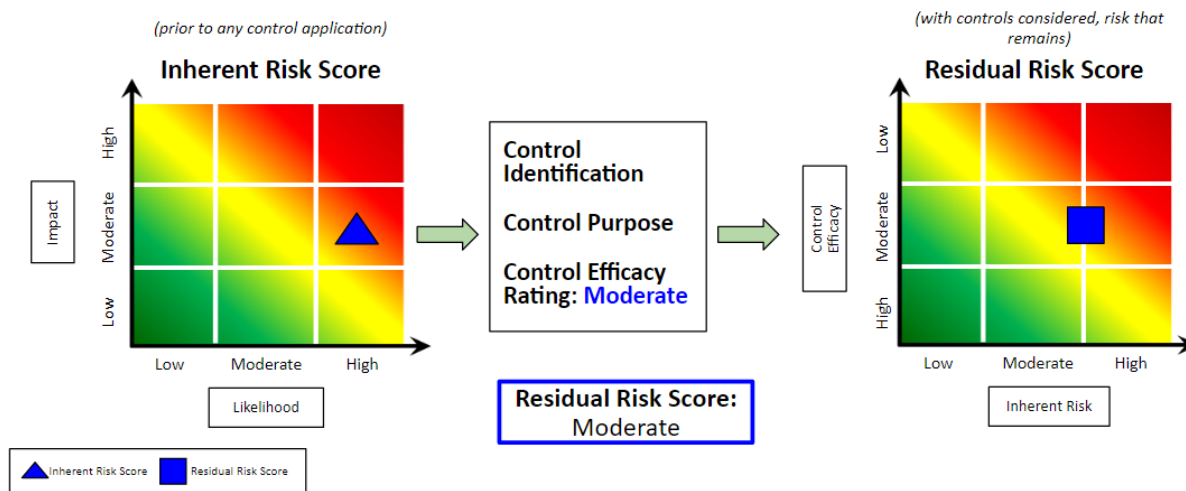 (prior to any control application)
Inherent Risk Score
High
Moderate
Low
Impact
Low Moderate High
Likelihood
Control
Identification
Control Purpose
Control Efficacy
Rating: Moderate
Residual Risk Score:
Moderate
(with controls considered, risk that
remains)
Residual Risk Score
Low
Moderate
High
Control
Efficacy
Low Moderate High
Inherent Risk
Inherent Risk Score Residual Risk Score